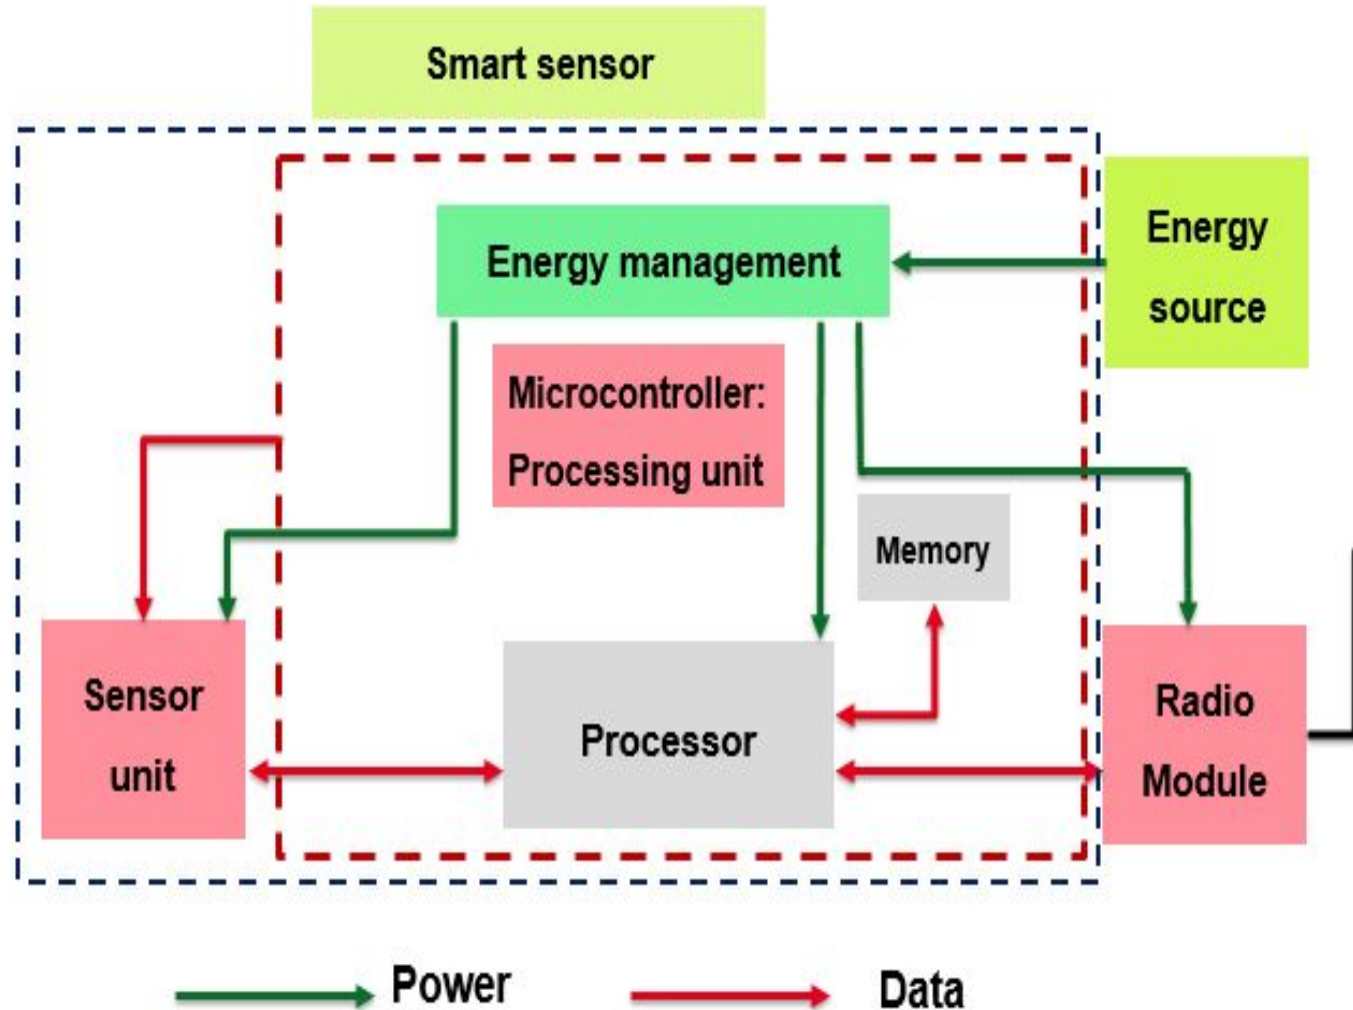 Smart sensor
Energy management
Energy
source
Microcontroller:
Processing unit
Memory
Sensor
unit
Processor
Radio
Module
Power
Data